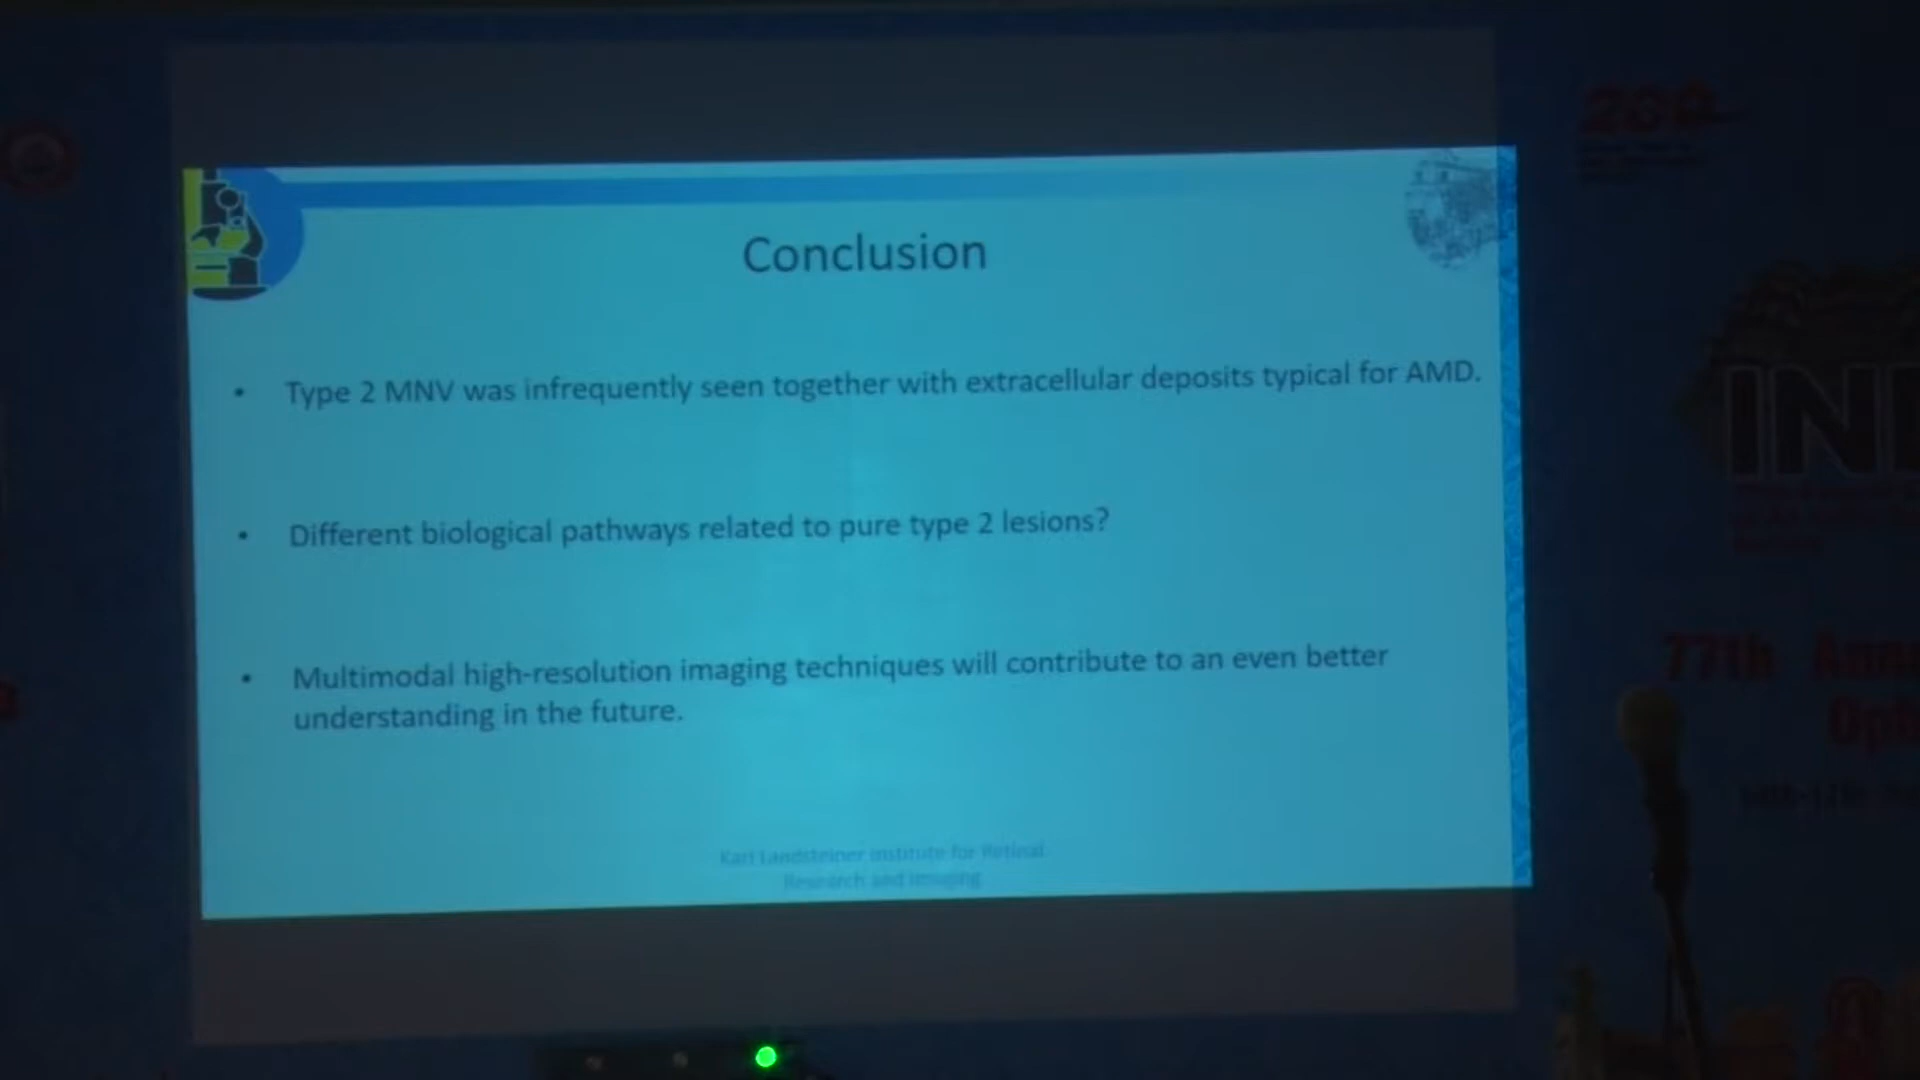 Conclusion
• Type 2 MNV was infrequently seen together with extracellular deposits typical for AMD.
• Different biological pathways related to pure type 2 lesions?
• Multimodal high-resolution imaging techniques will contribute to an even better
understanding in the future.
Karl Landsteiner Institute for Retinal
Research and Imaging
77th